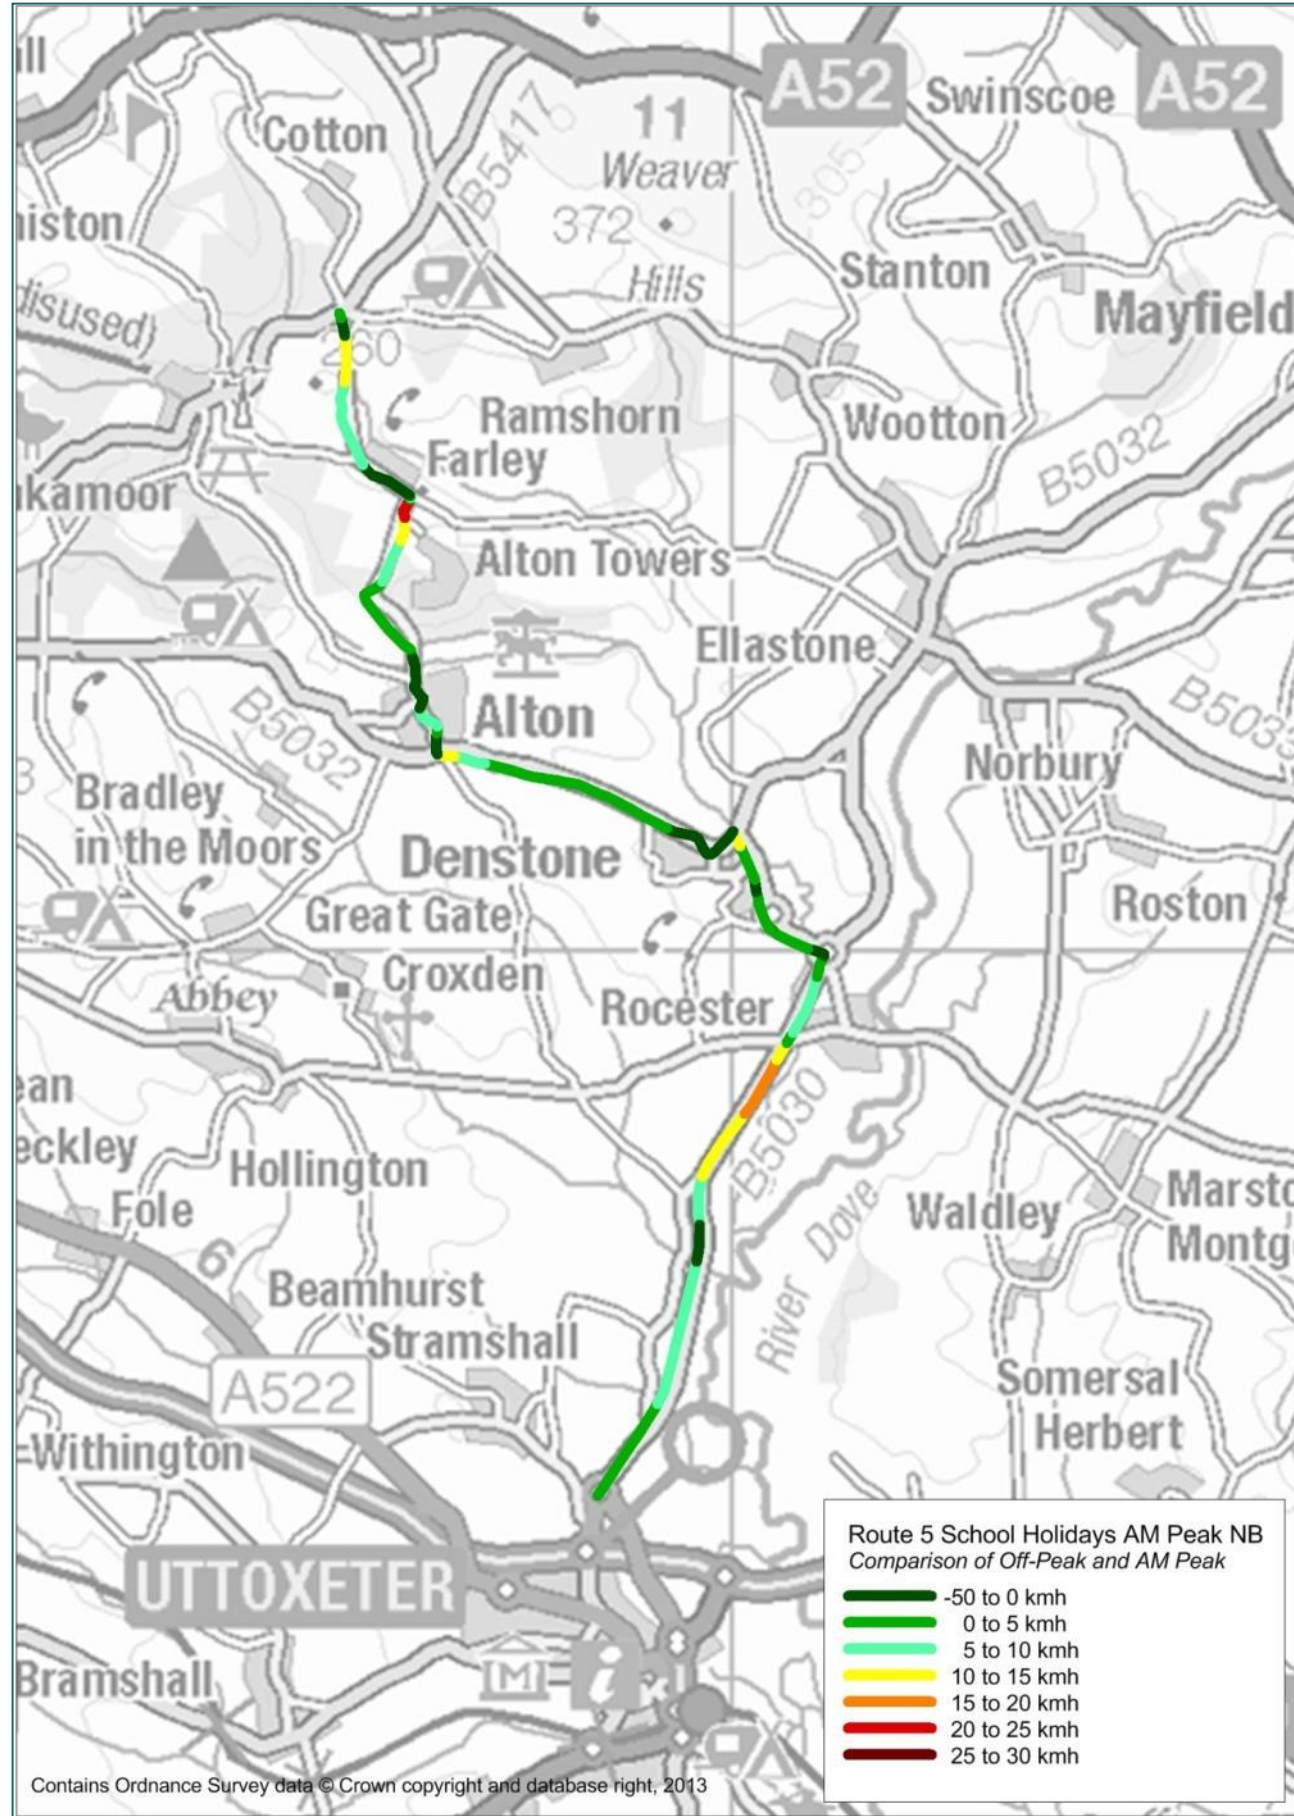 ill
Cotton
B5417
11
Weaver
372
Hills
305
A52
Swinscoe
A52
niston
disused)
Stanton
Mayfield
260
Ramshorn
Farley
Wootton
B5032
ikamoor
Alton Towers
Ellastone
B5032
Alton
B5033
3
Norbury
Bradley
in the Moors
Denstone
Great Gate
Roston
Croxden
Abbey
Rocester
ean
B5030
eckley
Hollington
Fole
Waldley
Marsto
Montg
6
River Dove
Beamhurst
Stramshall
A522
Somersal
Herbert
Withington
UTTOXETER
Bramshall
M
i
Route 5 School Holidays AM Peak NB
Comparison of Off-Peak and AM Peak
-50 to 0 kmh
0 to 5 kmh
5 to 10 kmh
10 to 15 kmh
15 to 20 kmh
20 to 25 kmh
25 to 30 kmh
Contains Ordnance Survey data © Crown copyright and database right, 2013